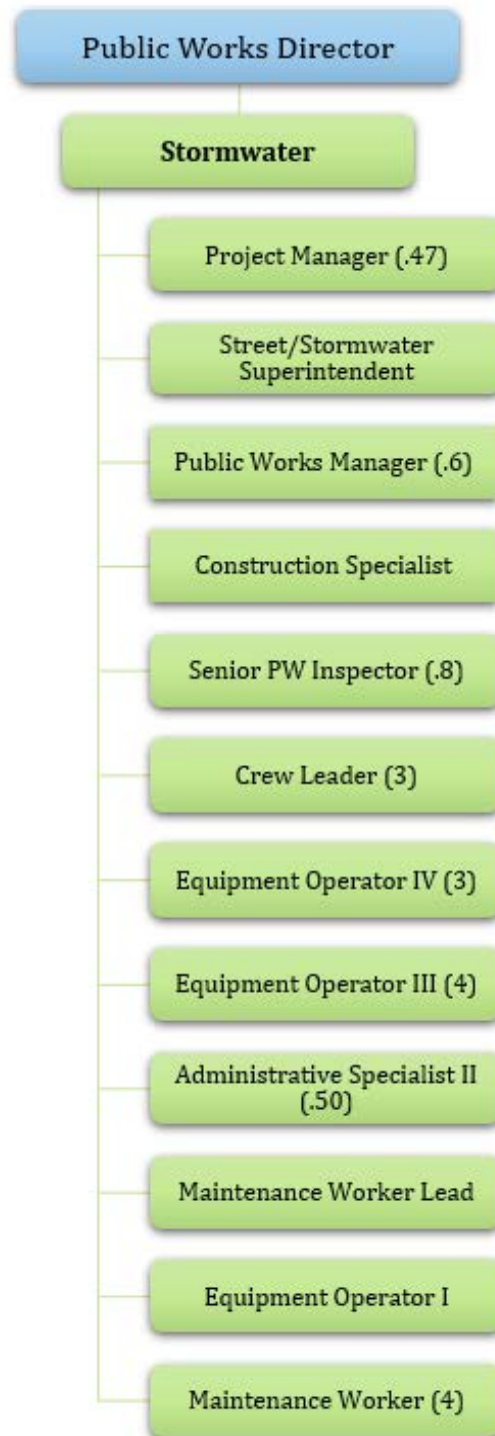 Public Works Director
Stormwater
Project Manager (.47)
Street/Stormwater
Superintendent
Public Works Manager (.6)
Construction Specialist
Senior PW Inspector (.8)
Crew Leader (3)
Equipment Operator IV (3)
Equipment Operator III (4)
Administrative Specialist II
(.50)
Maintenance Worker Lead
Equipment Operator I
Maintenance Worker (4)